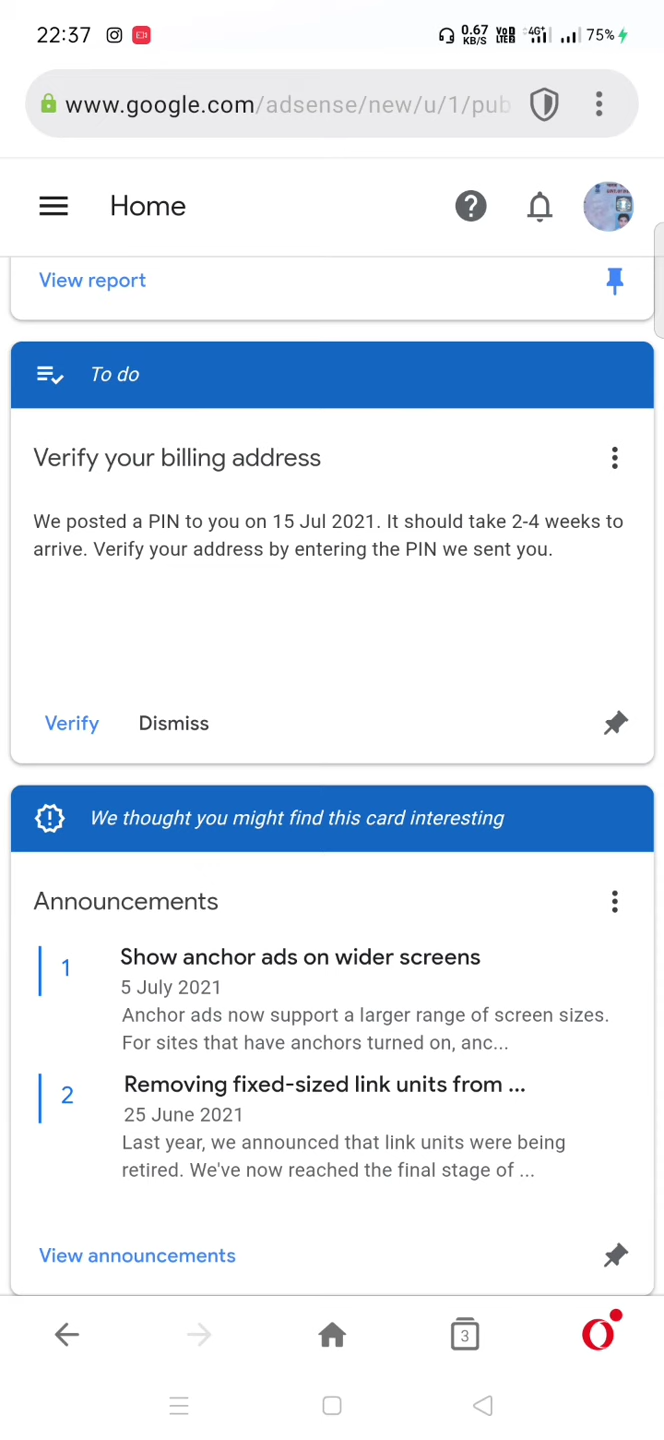 22:37
0.67 KB/S VoD LTEB 4G+ 75%
www.google.com/adsense/new/u/1/pub
Home
View report
To do
Verify your billing address
We posted a PIN to you on 15 Jul 2021. It should take 2-4 weeks to
arrive. Verify your address by entering the PIN we sent you.
Verify Dismiss
We thought you might find this card interesting
Announcements
1 Show anchor ads on wider screens
5 July 2021
Anchor ads now support a larger range of screen sizes.
For sites that have anchors turned on, anc...
2 Removing fixed-sized link units from ...
25 June 2021
Last year, we announced that link units were being
retired. We've now reached the final stage of ...
View announcements
3